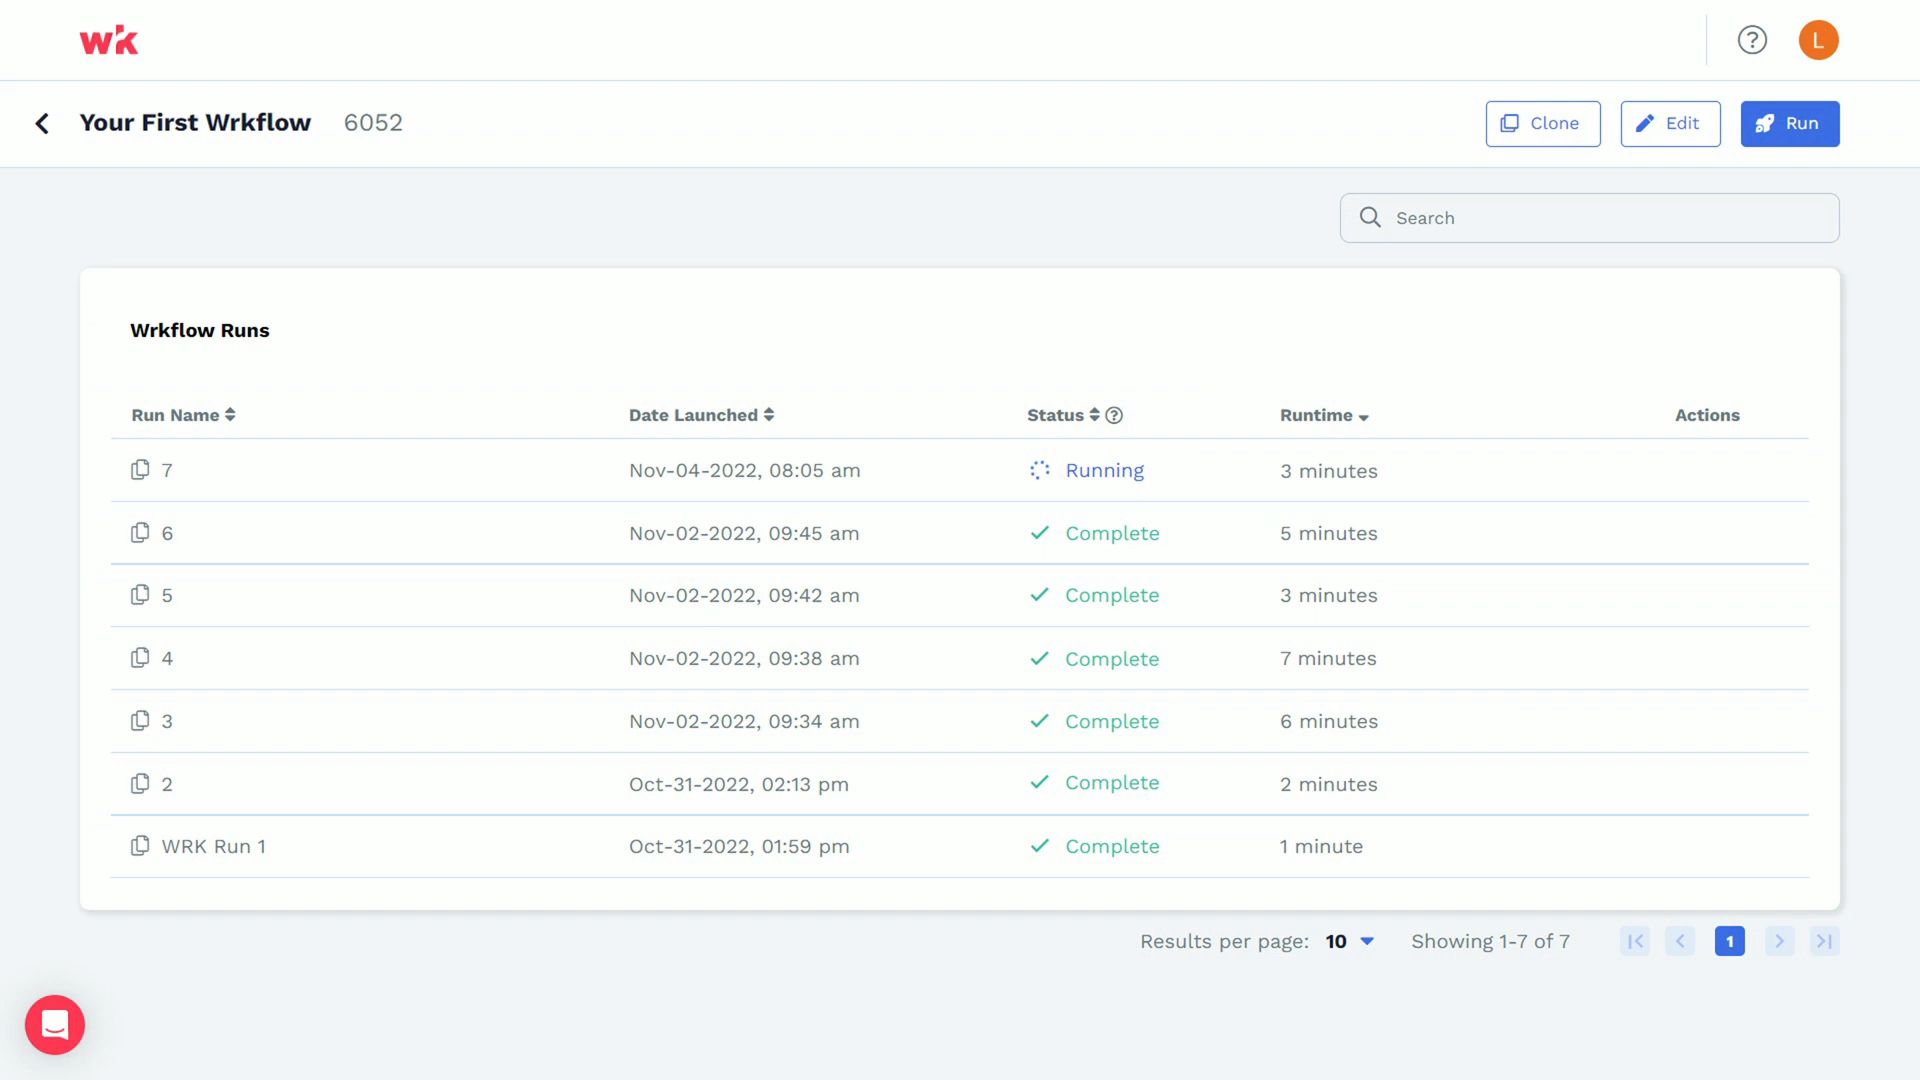 wk
L
Your First Wrkflow 6052
Clone Edit Run
Search
Wrkflow Runs
Run Name Date Launched Status Runtime Actions
7 Nov-04-2022, 08:05 am Running 3 minutes
6 Nov-02-2022, 09:45 am Complete 5 minutes
5 Nov-02-2022, 09:42 am Complete 3 minutes
4 Nov-02-2022, 09:38 am Complete 7 minutes
3 Nov-02-2022, 09:34 am Complete 6 minutes
2 Oct-31-2022, 02:13 pm Complete 2 minutes
WRK Run 1 Oct-31-2022, 01:59 pm Complete 1 minute
Results per page: 10 Showing 1-7 of 7 1